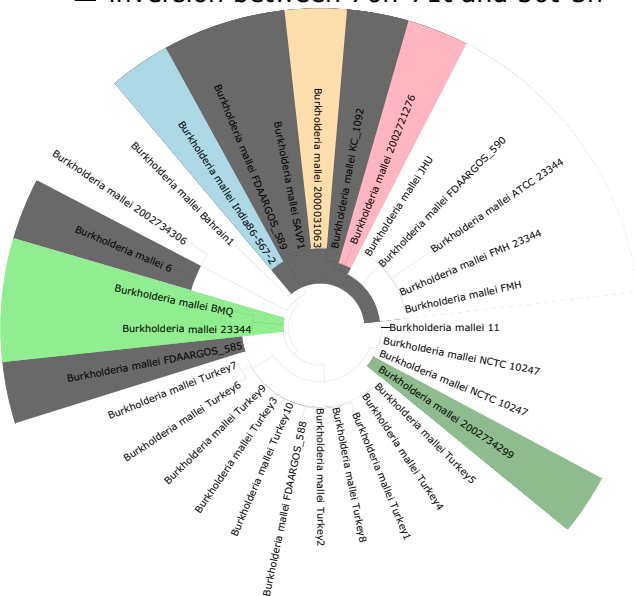 Burkholderia mallei India86-567-2
Burkholderia mallei FDAARGOS_589
Burkholderia mallei SAVP1
Burkholderia mallei 2000031063
Burkholderia mallei KC_1092
Burkholderia mallei 2002721276
Burkholderia mallei JHU
Burkholderia mallei FDAARGOS_590
Burkholderia mallei ATCC 23344
Burkholderia mallei FMH 23344
Burkholderia mallei FMH
Burkholderia mallei 11
Burkholderia mallei NCTC 10247
Burkholderia mallei NCTC 10247
Burkholderia mallei 2002734299
Burkholderia mallei Turkey5
Burkholderia mallei Turkey4
Burkholderia mallei Turkey1
Burkholderia mallei Turkey8
Burkholderia mallei Turkey2
Burkholderia mallei FDAARGOS_588
Burkholderia mallei Turkey10
Burkholderia mallei Turkey3
Burkholderia mallei Turkey9
Burkholderia mallei Turkey6
Burkholderia mallei Turkey7
Burkholderia mallei FDAARGOS_585
Burkholderia mallei 23344
Burkholderia mallei BMQ
Burkholderia mallei 6
Burkholderia mallei 2002734306
Burkholderia mallei Bahrain1